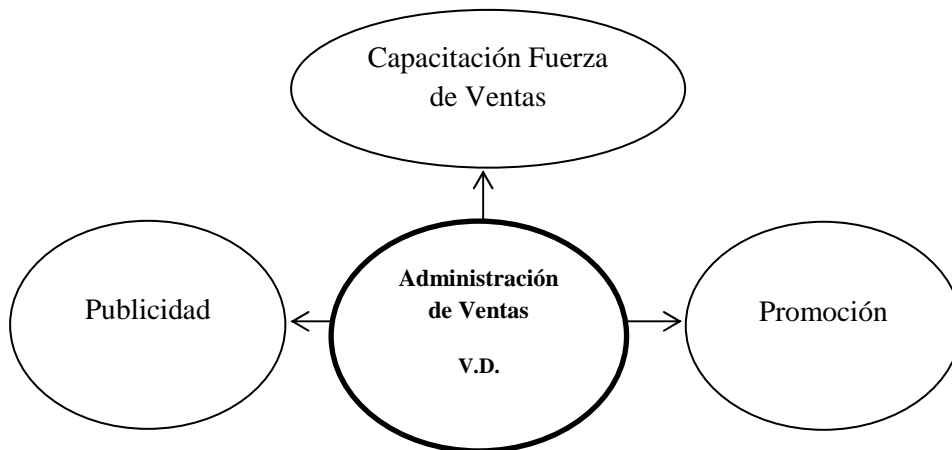 Capacitación Fuerza
de Ventas
Publicidad
Administración
de Ventas
V.D.
Promoción